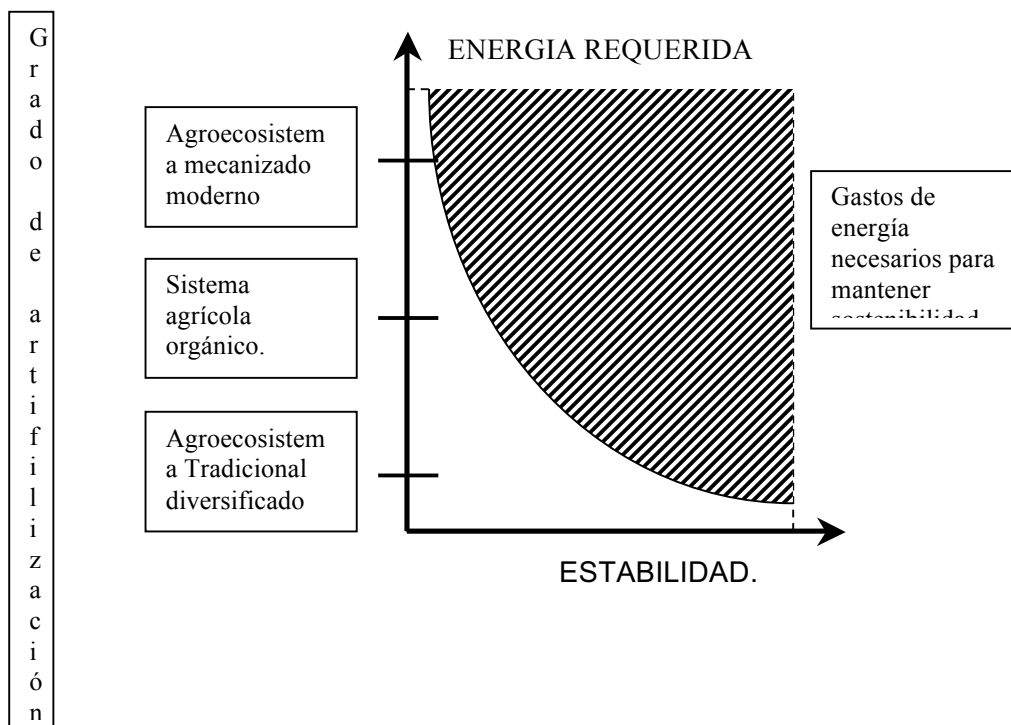 Grado de artifilización
ENERGIA REQUERIDA
Agroecosistem
a mecanizado
moderno
Sistema
agrícola
orgánico.
Agroecosistem
a Tradicional
diversificado
Gastos de
energía
necesarios para
mantener
sostenibilidad
ESTABILIDAD.